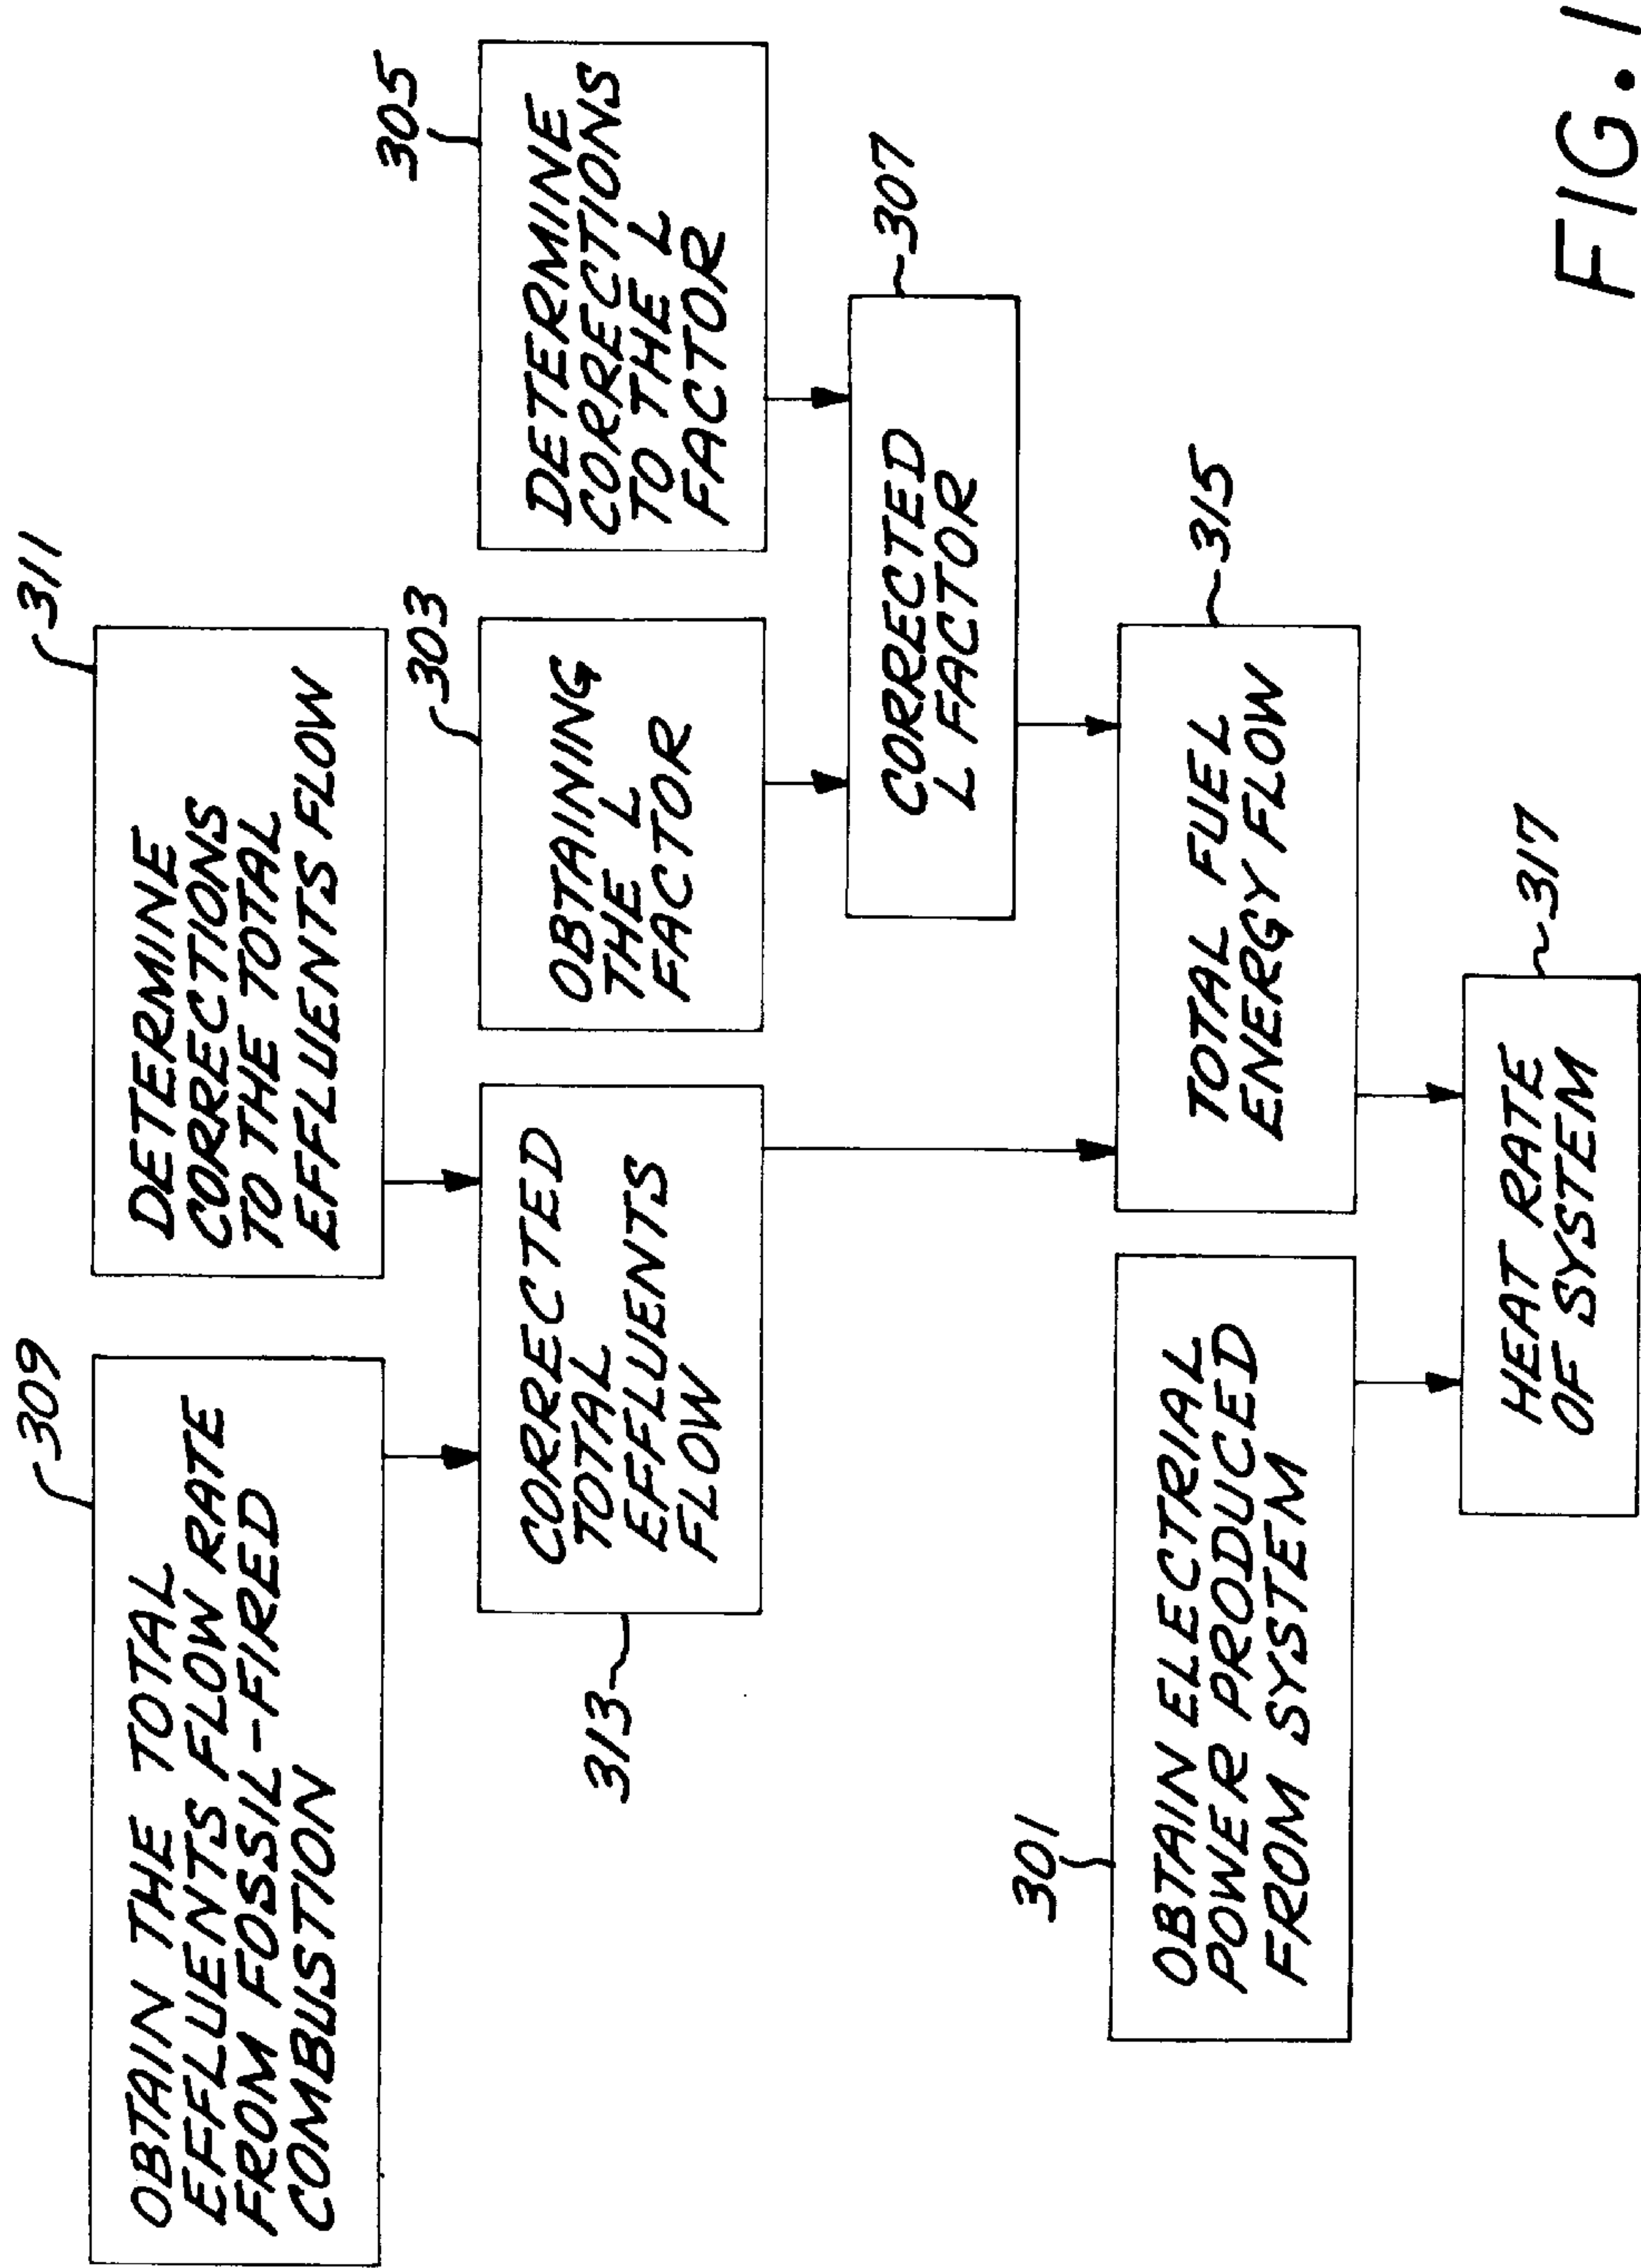 309
OBTAIN THE TOTAL
EFFLUENTS FLOW RATE
FROM FOSSIL-FIRED
COMBUSTION
311
DETERMINE
CORRECTIONS
TO THE TOTAL
EFFLUENTS FLOW
313
CORRECTED
TOTAL
EFFLUENTS
FLOW
303
OBTAINING
THE L
FACTOR
305
DETERMINE
CORRECTIONS
TO THE L
FACTOR
307
CORRECTED
L FACTOR
301
OBTAIN ELECTRIAL
POWER PRODUCED
FROM SYSTEM
315
TOTAL FUEL
ENERGY FLOW
317
HEAT RATE
OF SYSTEM
FIG. 1